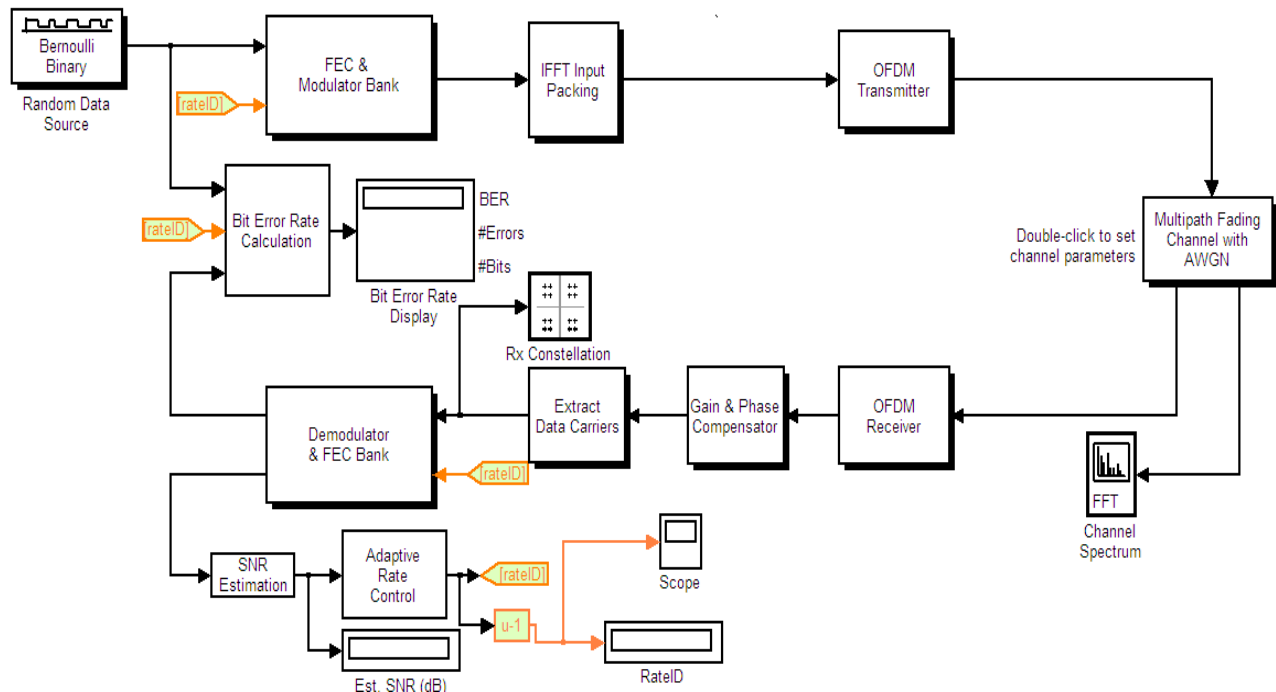 Bernoulli
Binary
Random Data
Source
FEC &
Modulator Bank
[rateID]
IFFT Input
Packing
OFDM
Transmitter
Multipath Fading
Channel with
AWGN
Double-click to set
channel parameters
[rateID]
Bit Error Rate
Calculation
BER
#Errors
#Bits
Bit Error Rate
Display
Rx Constellation
Demodulator
& FEC Bank
[rateID]
Extract
Data Carriers
Gain & Phase
Compensator
OFDM
Receiver
FFT
Channel
Spectrum
SNR
Estimation
Adaptive
Rate
Control
[rateID]
u-1
Scope
RateID
Est. SNR (dB)